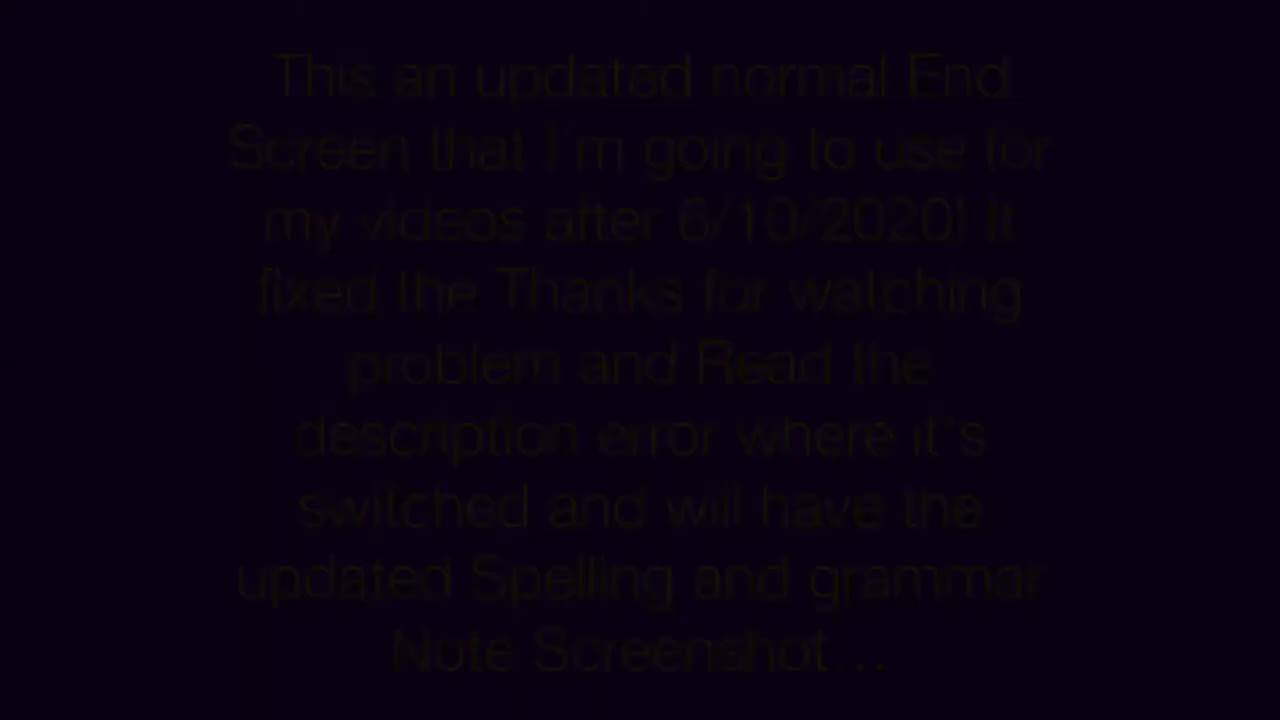 This an updated normal End
Screen that I'm going to use for
my videos after 6/10/2020! It
fixed the Thanks for watching
problem and Read the
description error where it's
switched and will have the
updated Spelling and grammar
Note Screenshot...